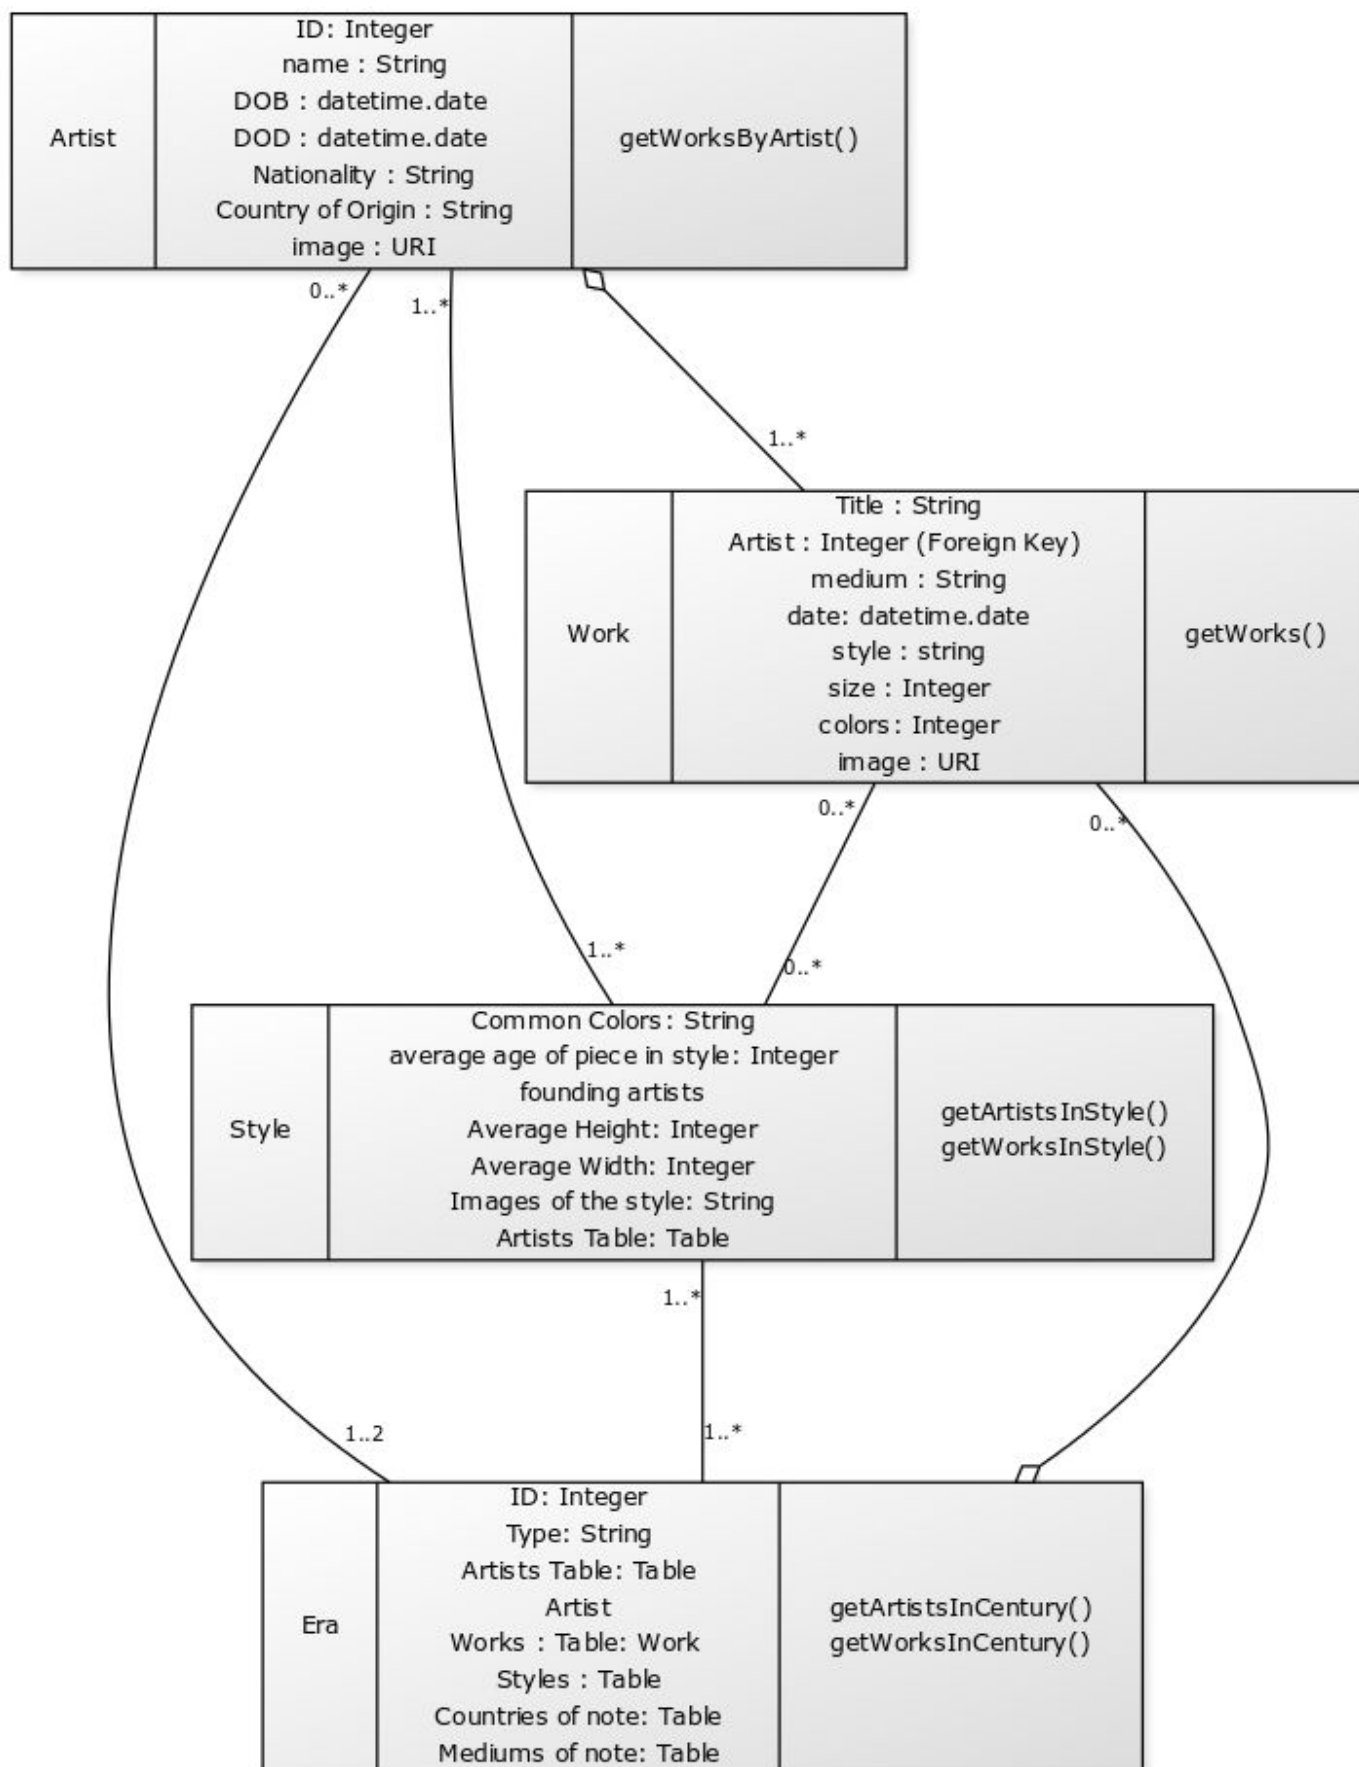 Artist
ID: Integer
name : String
DOB : datetime.date
DOD : datetime.date
Nationality : String
Country of Origin : String
image : URI
getWorksByArtist()
0..*
1..*
1..*
Work
Title : String
Artist : Integer (Foreign Key)
medium : String
date: datetime.date
style : string
size : Integer
colors: Integer
image : URI
getWorks()
0..*
0..*
1..*
0..*
Style
Common Colors: String
average age of piece in style: Integer
founding artists
Average Height: Integer
Average Width: Integer
Images of the style: String
Artists Table: Table
getArtistsInStyle()
getWorksInStyle()
1..*
1..2
1..*
Era
ID: Integer
Type: String
Artists Table: Table
Artist
Works : Table: Work
Styles : Table
Countries of note: Table
Mediums of note: Table
getArtistsInCentury()
getWorksInCentury()